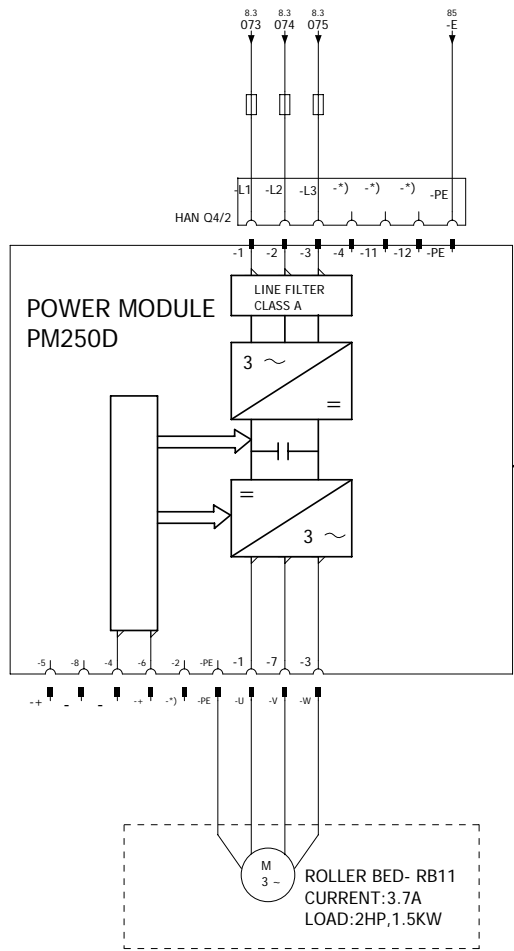 8.3 8.3 8.3 85
073 074 075 -E
-L1 -L2 -L3 -*) -*) -*) -PE
HAN Q4/2
-1 -2 -3 -4 -11 -12 -PE
LINE FILTER
CLASS A
POWER MODULE
PM250D
3 ~
=
=
3 ~
-5 -8 -4 -6 -2 -PE -1 -7 -3
-+ - - -+ -*) -PE -U -V -W
M
3 ~
ROLLER BED- RB11
CURRENT:3.7A
LOAD:2HP,1.5KW